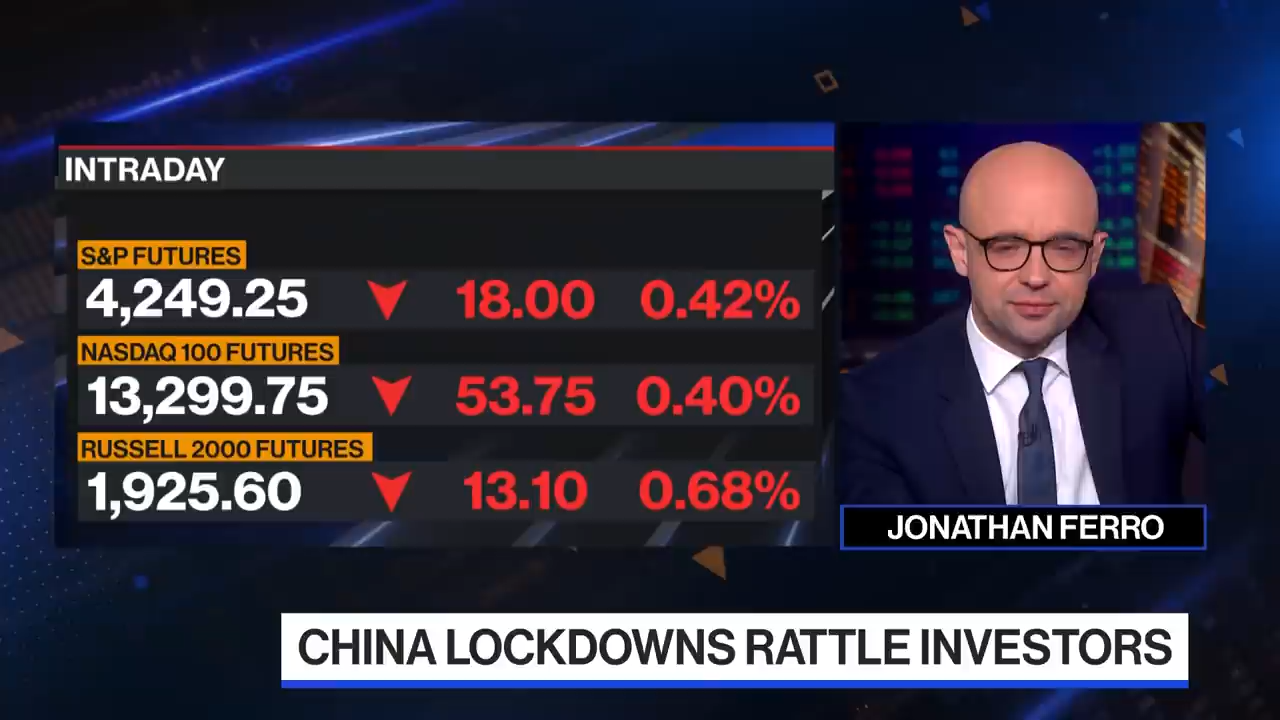 INTRADAY
S&P FUTURES
4,249.25 18.00 0.42%
NASDAQ 100 FUTURES
13,299.75 53.75 0.40%
RUSSELL 2000 FUTURES
1,925.60 13.10 0.68%
JONATHAN FERRO
CHINA LOCKDOWNS RATTLE INVESTORS